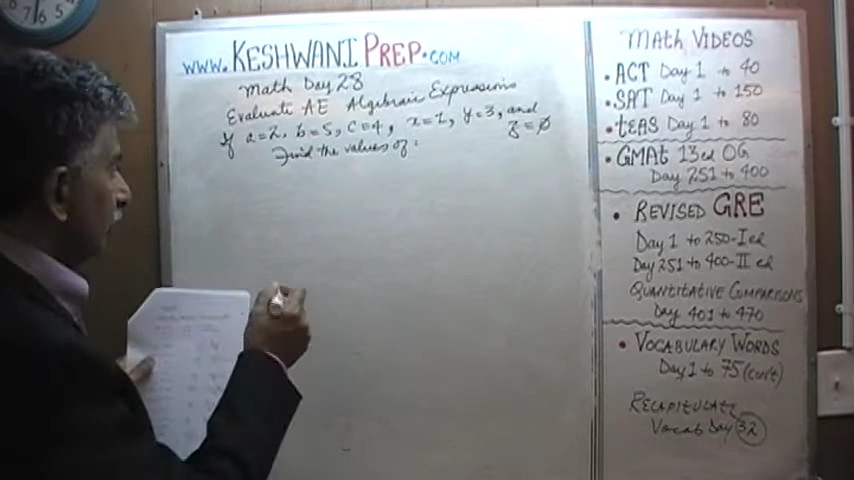 www.KESHWANI PREP.COM
Math Day 28
Evaluate AE Algebraic Expressions
If a=2, b=5, c=4, x=1, y=3, and
z=0
Find the values of:
MATH VIDEOS
• ACT Day 1 to 40
• SAT Day 1 to 150
• TEAS Day 1 to 80
• GMAT 13ed OG
Day 251 to 400
• REVISED GRE
Day 1 to 250-I ed
Day 251 to 400-II ed
QUANTITATIVE COMPARISONS
Day 401 to 470
• VOCABULARY WORDS
Day 1 to 75 (con't)
RECAPITULATE
Vocab Day 32
7 6 5